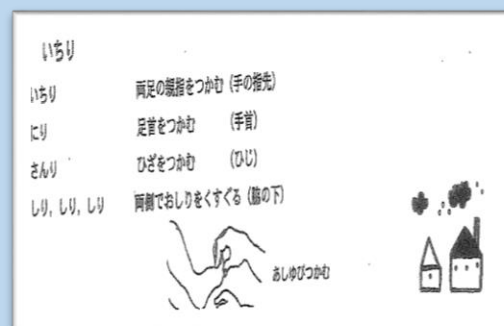 いちり
いちり 両足の親指をつかむ (手の指先)
にり 足首をつかむ (手首)
さんり ひざをつかむ (ひじ)
しり, しり, しり 両側でおしりをくすぐる (脇の下)
あしゆびつかむ